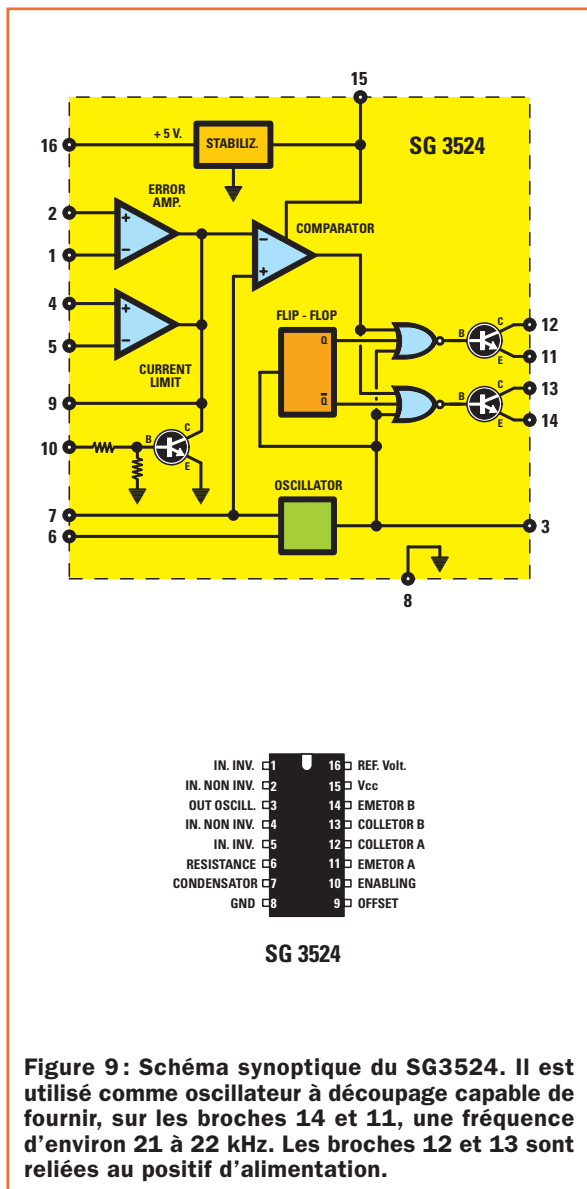 15
SG 3524
+ 5 V.
STABILIZ.
16
ERROR
AMP.
2
1
COMPARATOR
4
5
CURRENT
LIMIT
FLIP - FLOP
Q
Q̅
B
C
E
12
11
B
C
E
13
14
9
10
B
C
E
OSCILLATOR
7
6
3
8
IN. INV. 1
IN. NON INV. 2
OUT OSCILL. 3
IN. NON INV. 4
IN. INV. 5
RESISTANCE 6
CONDENSATOR 7
GND 8
16 REF. Volt.
15 Vcc
14 EMETOR B
13 COLLETOR B
12 COLLETOR A
11 EMETOR A
10 ENABLING
9 OFFSET
SG 3524
Figure 9 : Schéma synoptique du SG3524. Il est
utilisé comme oscillateur à découpage capable de
fournir, sur les broches 14 et 11, une fréquence
d'environ 21 à 22 kHz. Les broches 12 et 13 sont
reliées au positif d'alimentation.